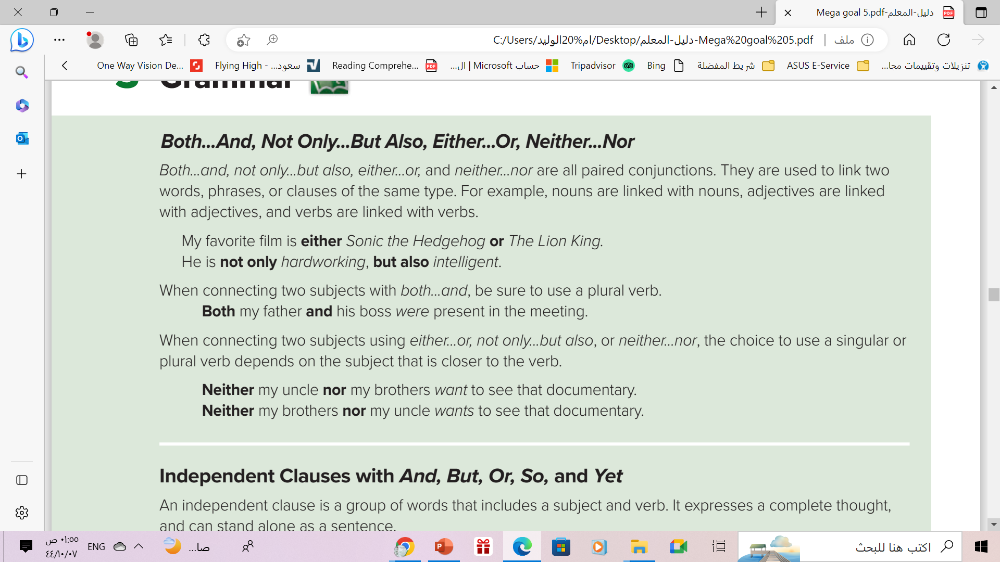 دليل-المعلم-Mega goal 5.pdf
ملف
C:/Users/ام%20الوليد/Desktop/دليل-المعلم-Mega%20goal%205.pdf
تنزيلات وتقييمات مجا... ASUS E-Service شريط المفضلة Bing Tripadvisor حساب Microsoft | ال... Reading Comprehe... Flying High - سعود... One Way Vision De...
3 Grammar
Both...And, Not Only...But Also, Either...Or, Neither...Nor
Both...and, not only...but also, either...or, and neither...nor are all paired conjunctions. They are used to link two
words, phrases, or clauses of the same type. For example, nouns are linked with nouns, adjectives are linked
with adjectives, and verbs are linked with verbs.
My favorite film is either Sonic the Hedgehog or The Lion King.
He is not only hardworking, but also intelligent.
When connecting two subjects with both...and, be sure to use a plural verb.
Both my father and his boss were present in the meeting.
When connecting two subjects using either...or, not only...but also, or neither...nor, the choice to use a singular or
plural verb depends on the subject that is closer to the verb.
Neither my uncle nor my brothers want to see that documentary.
Neither my brothers nor my uncle wants to see that documentary.
Independent Clauses with And, But, Or, So, and Yet
An independent clause is a group of words that includes a subject and verb. It expresses a complete thought,
and can stand alone as a sentence.
اكتب هنا للبحث
صا...
ENG
٠١:٥٥ ص
٤٤/١٠/٠٧